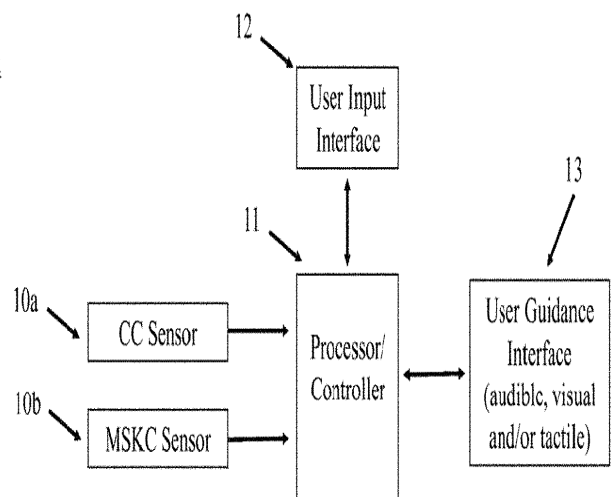 12
User Input
Interface
13
11
10a
CC Sensor
Processor/
Controller
User Guidance
Interface
(audible, visual
and/or tactile)
10b
MSKC Sensor